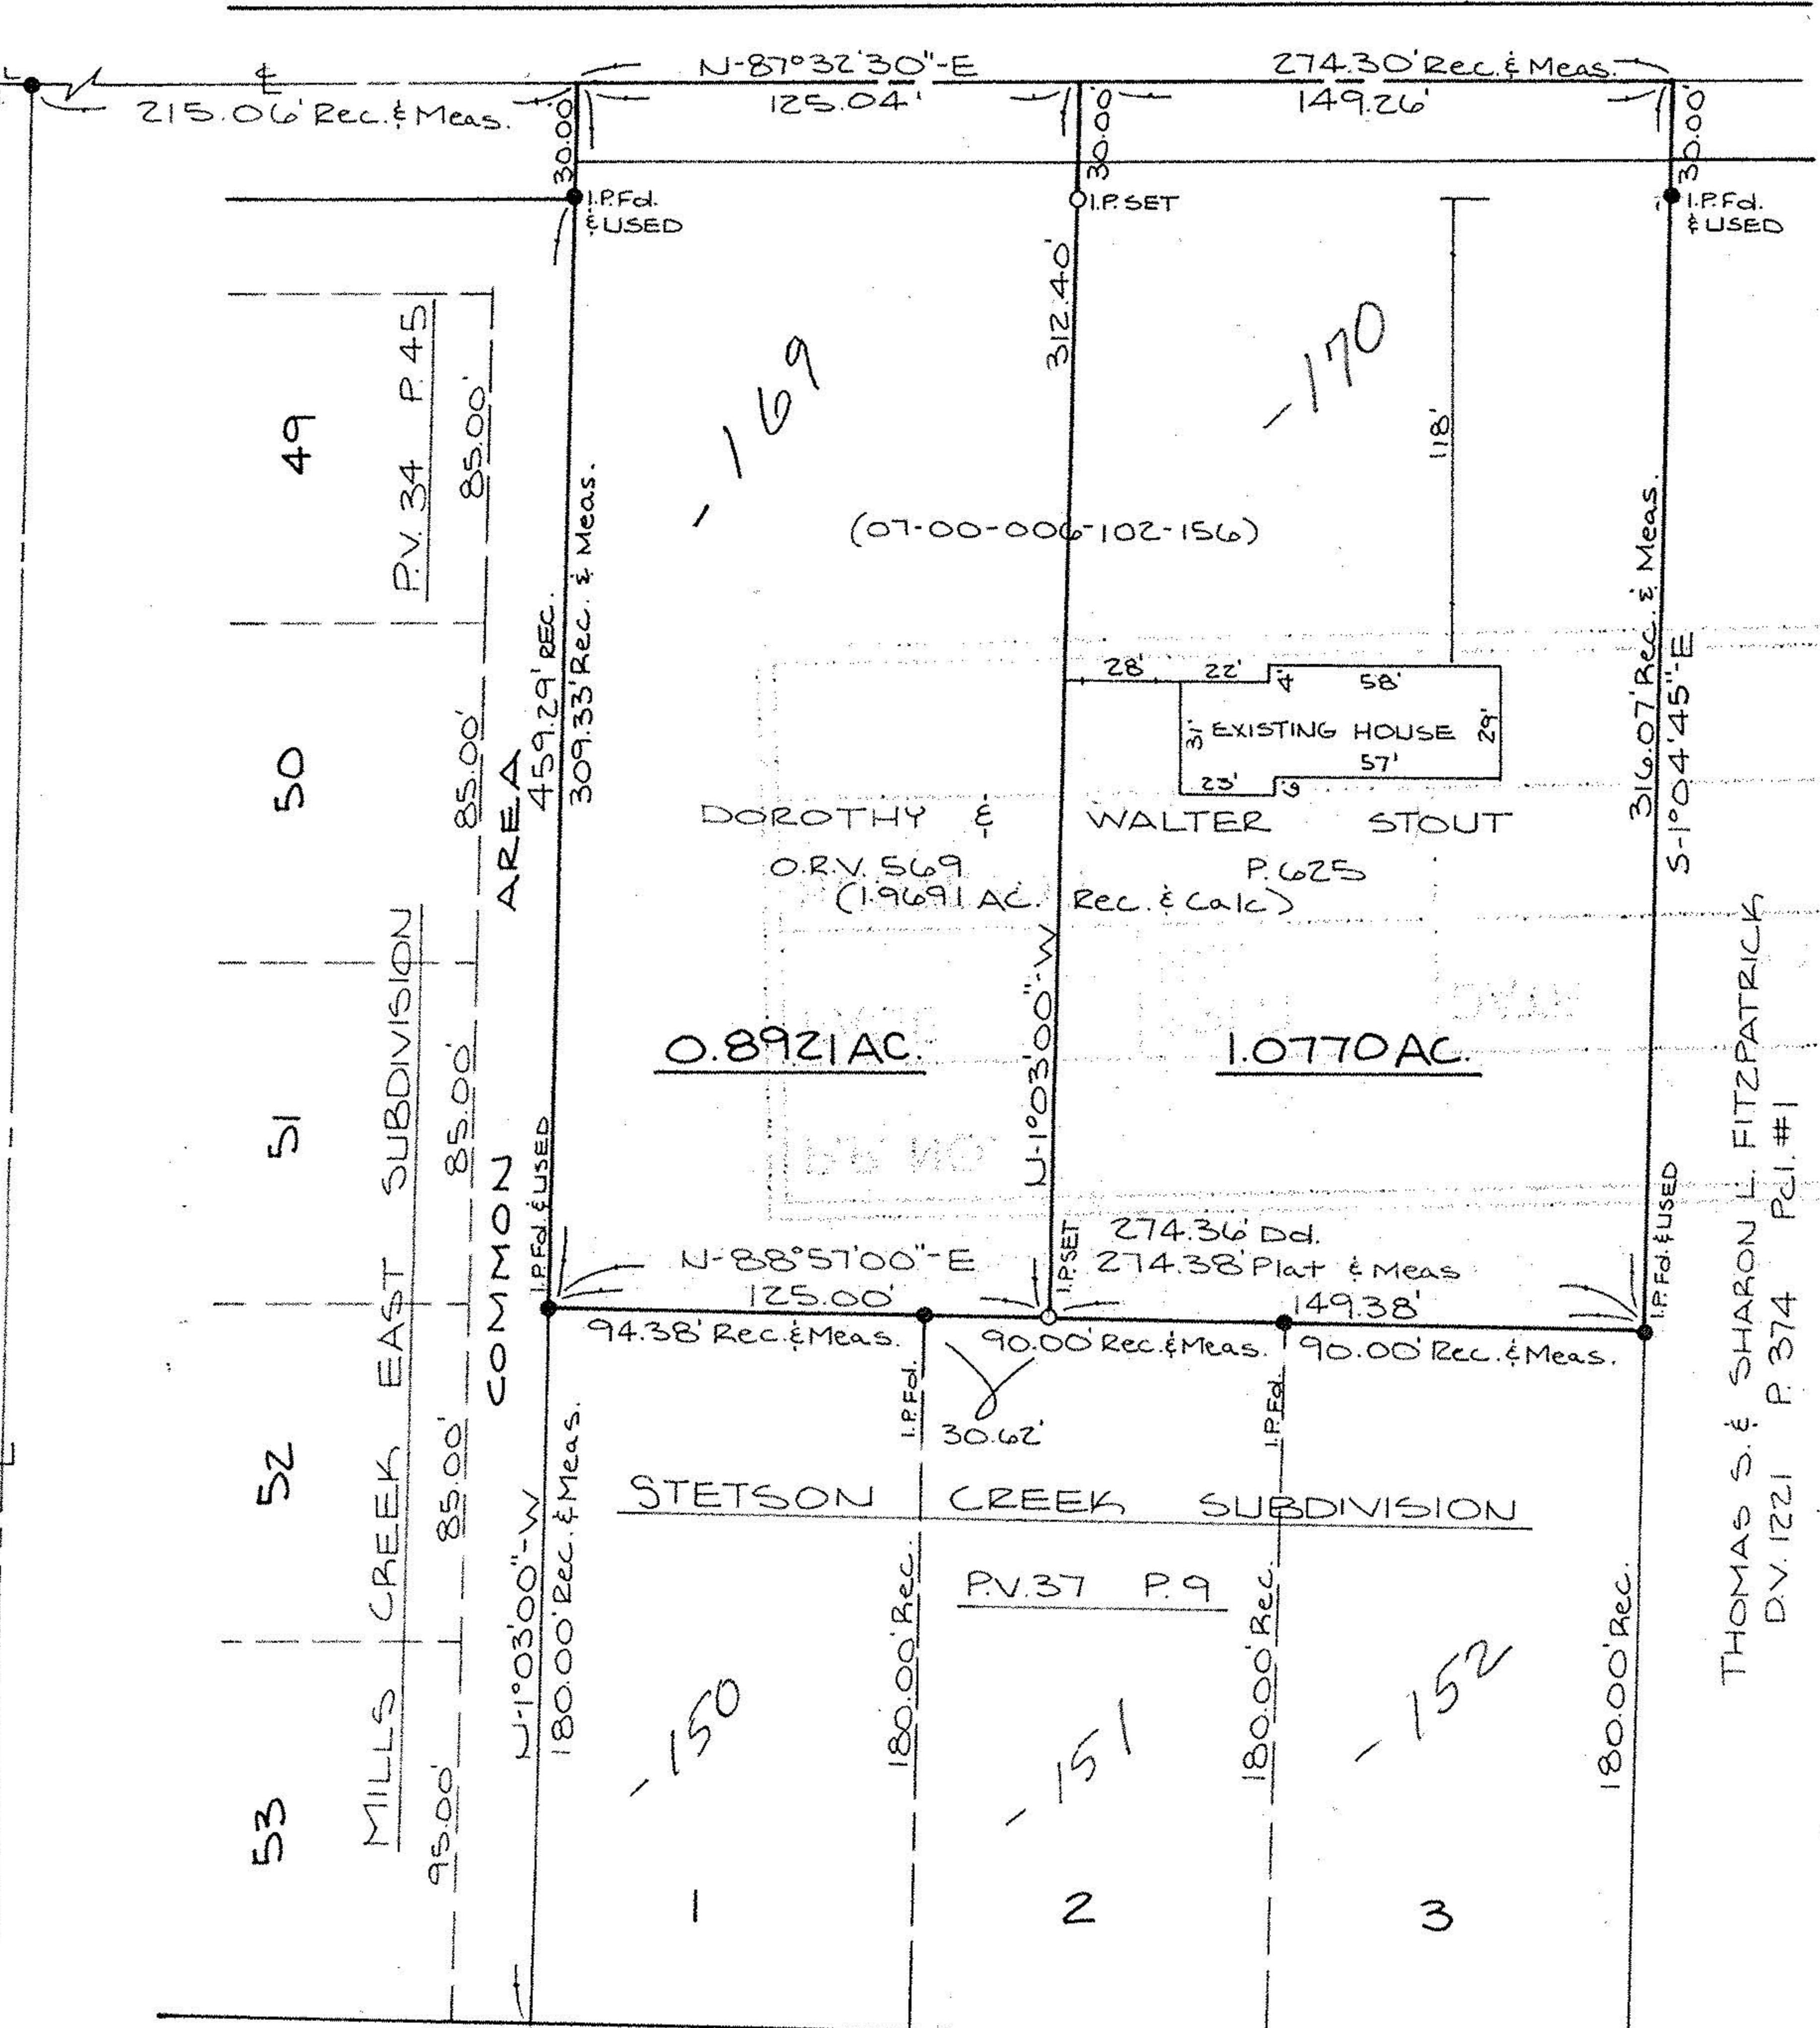 ℄
N-87°32'30"-E
274.30' Rec. & Meas.
215.06' Rec. & Meas.
125.04'
149.26'
30.00'
30.00'
30.00'
I.P. Fd.
& USED
I.P. SET
I.P. Fd.
& USED
312.40'
118'
49
P.V. 34 P. 45
85.00'
-169
-170
(07-00-006-102-156)
459.29' REC.
309.33' Rec. & Meas.
316.07' Rec. & Meas.
S-1°04'45"-E
28'
22'
4'
58'
31'
EXISTING HOUSE
29'
57'
23'
50
85.00'
DOROTHY & WALTER STOUT
O.R.V. 569 P. 625
(1.9691 AC. Rec. & Calc)
COMMON AREA
MILLS CREEK EAST SUBDIVISION
N-1°03'00"-W
0.8921 AC.
1.0770 AC.
51
85.00'
THOMAS S. & SHARON L. FITZPATRICK
D.V. 1221 P. 374 Pcl. #1
I.P. Fd. & USED
I.P. SET
I.P. Fd. & USED
274.36' Dd.
N-88°57'00"-E
274.38' Plat & Meas
125.00'
149.38'
94.38' Rec. & Meas.
90.00' Rec. & Meas.
90.00' Rec. & Meas.
I.P. Fd.
30.62'
I.P. Fd.
52
85.00'
STETSON CREEK SUBDIVISION
P.V. 37 P. 9
N-1°03'00"-W
180.00' Rec. & Meas.
180.00' Rec.
180.00' Rec.
180.00' Rec.
-150
-151
-152
53
95.00'
1
2
3